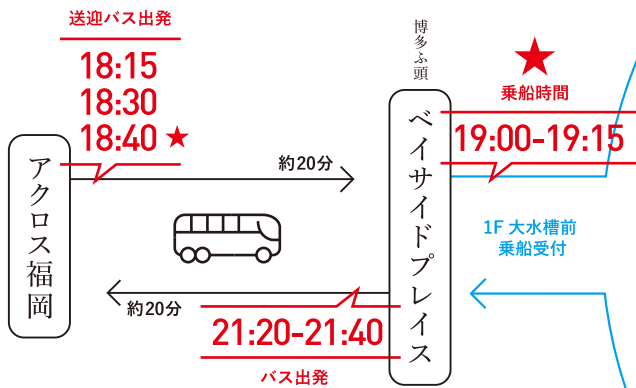 送迎バス出発
18:15
18:30
18:40 ★
アクロス福岡
約20分
約20分
21:20-21:40
バス出発
博多ふ頭
ベイサイドプレイス
★
乗船時間
19:00-19:15
1F 大水槽前
乗船受付